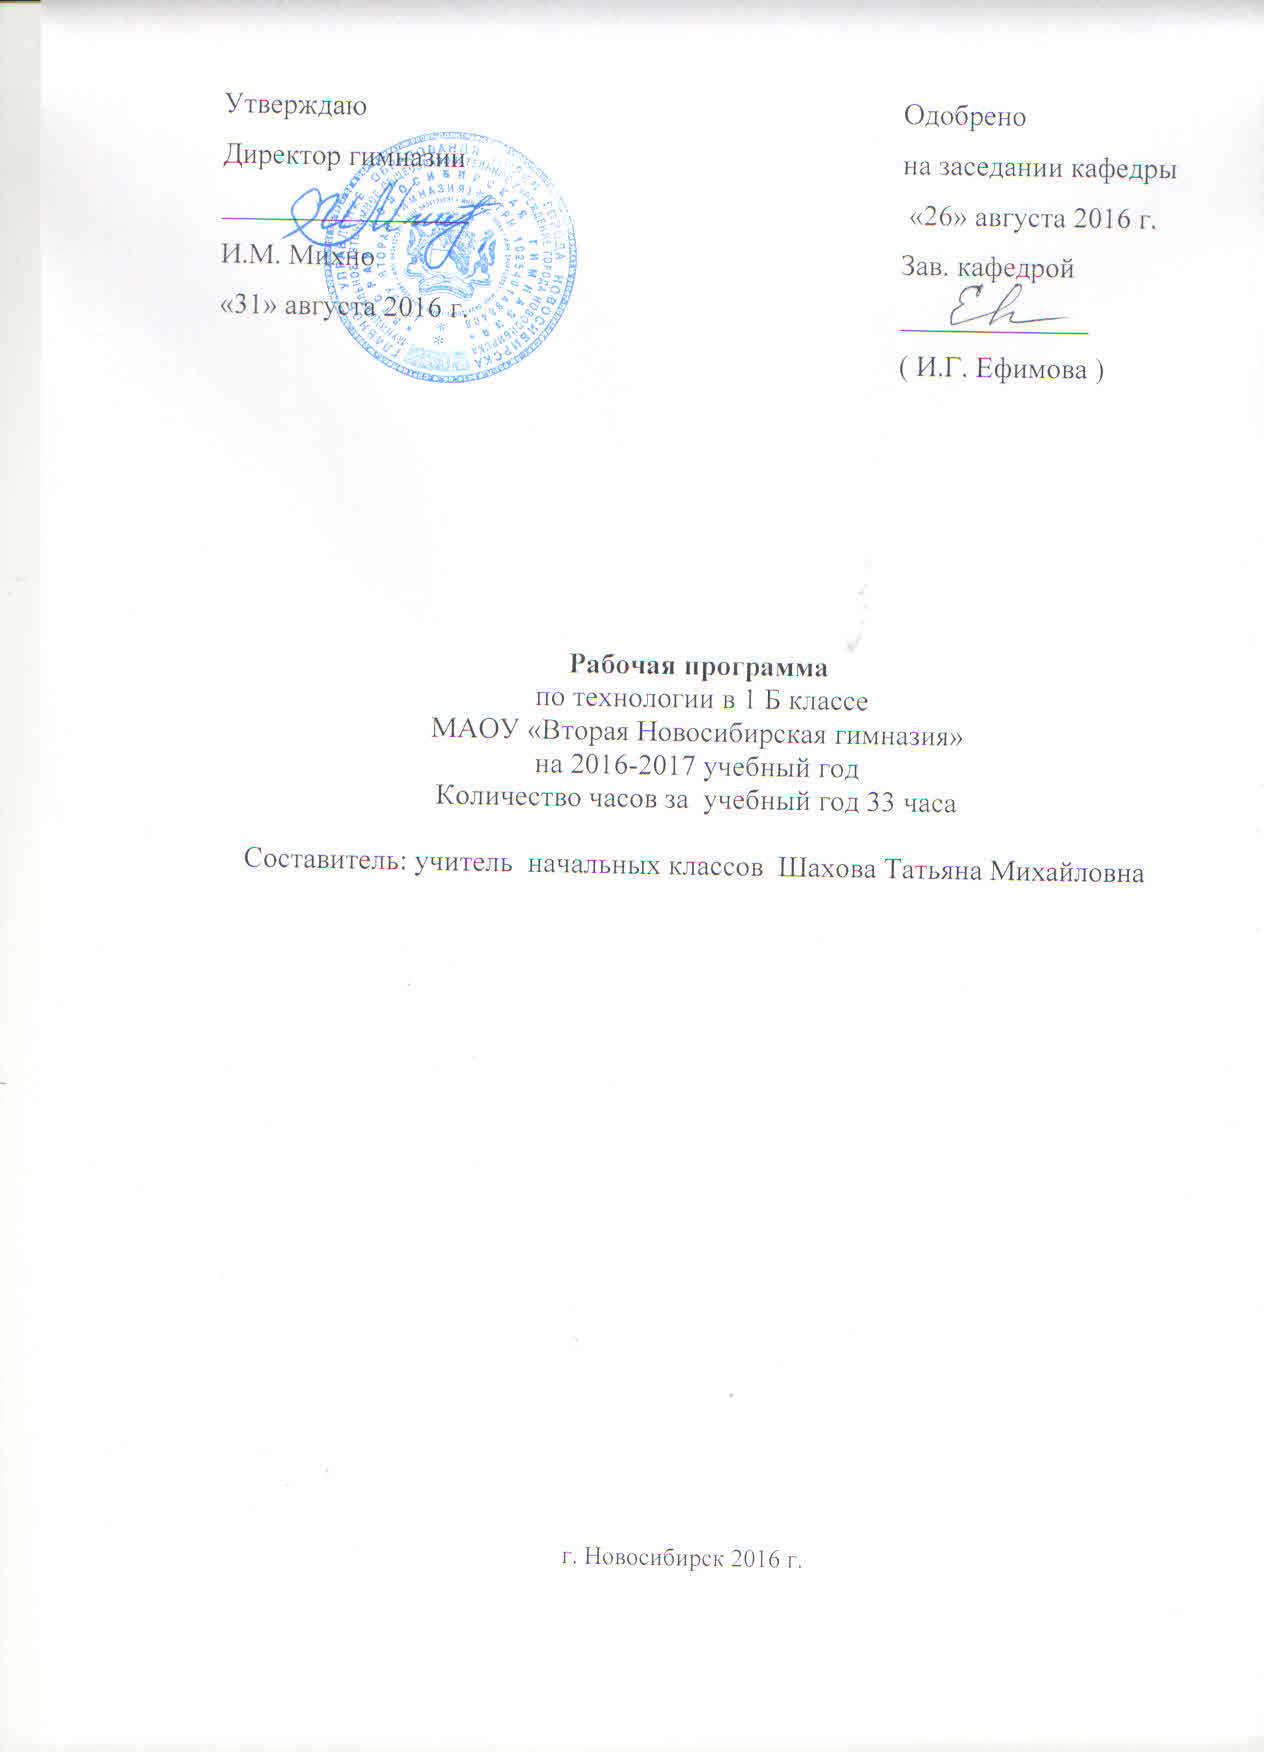 Утверждаю
Директор гимназии
И.М. Михно
«31» августа 2016 г.
Одобрено
на заседании кафедры
«26» августа 2016 г.
Зав. кафедрой
( И.Г. Ефимова )
Рабочая программа
по технологии в 1 Б классе
МАОУ «Вторая Новосибирская гимназия»
на 2016-2017 учебный год
Количество часов за учебный год 33 часа
Составитель: учитель начальных классов Шахова Татьяна Михайловна
г. Новосибирск 2016 г.